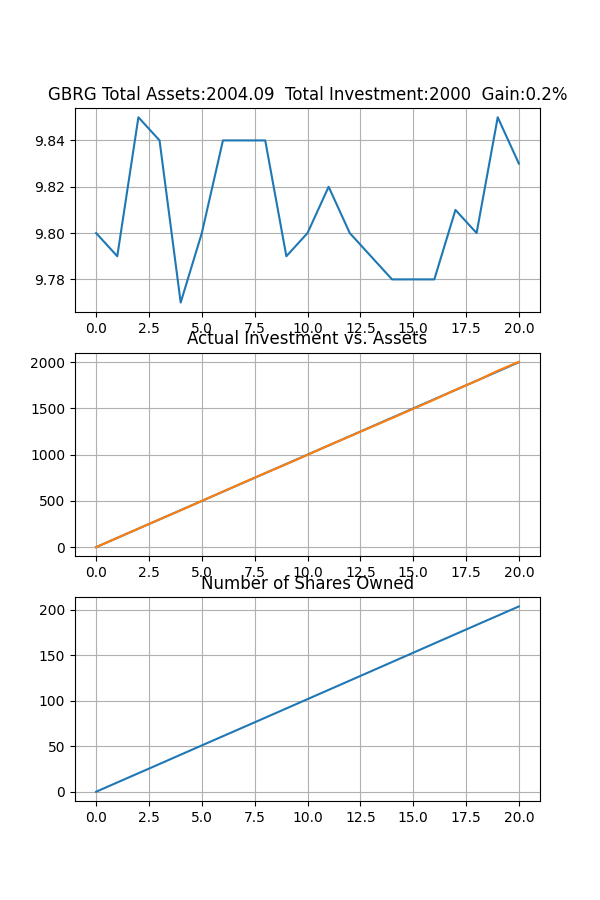 GBRG Total Assets:2004.09  Total Investment:2000  Gain:0.2%
9.84
9.82
9.80
9.78
0.0 2.5 5.0 7.5 10.0 12.5 15.0 17.5 20.0
Actual Investment vs. Assets
2000
1500
1000
500
0
0.0 2.5 5.0 7.5 10.0 12.5 15.0 17.5 20.0
Number of Shares Owned
200
150
100
50
0
0.0 2.5 5.0 7.5 10.0 12.5 15.0 17.5 20.0